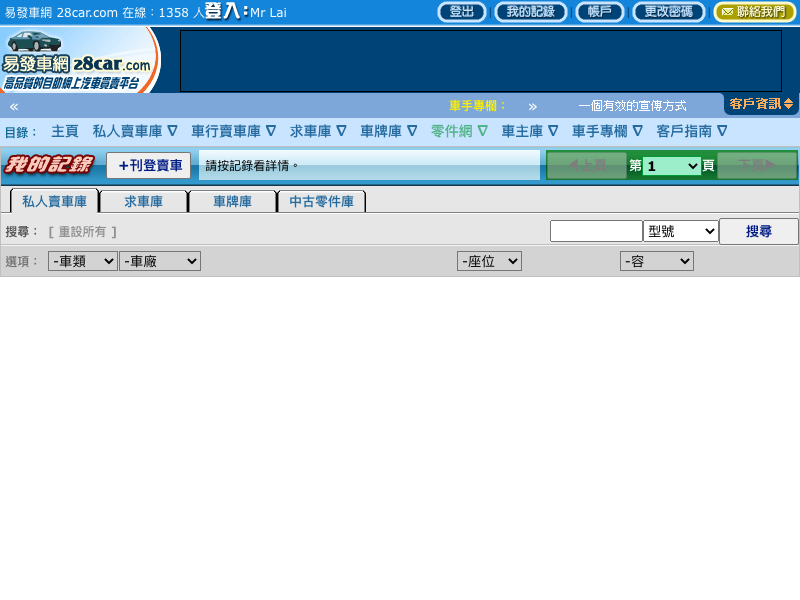 易發車網 28car.com 在線：1358 人登入：Mr Lai 登出 我的記錄 帳戶 更改密碼 聯絡我們
易發車網 28car.com
高品質的自助網上汽車買賣平台
« 車手專欄： » 一個有效的宣傳方式 客戶資訊
目錄： 主頁 私人賣車庫 ∇ 車行賣車庫 ∇ 求車庫 ∇ 車牌庫 ∇ 零件網 ∇ 車主庫 ∇ 車手專欄 ∇ 客戶指南 ∇
我的記錄 +刊登賣車 請按記錄看詳情。 ◀上頁 第 1 頁 下頁▶
私人賣車庫 求車庫 車牌庫 中古零件庫
搜尋： [ 重設所有 ] 型號 搜尋
選項： -車類 -車廠 -座位 -容